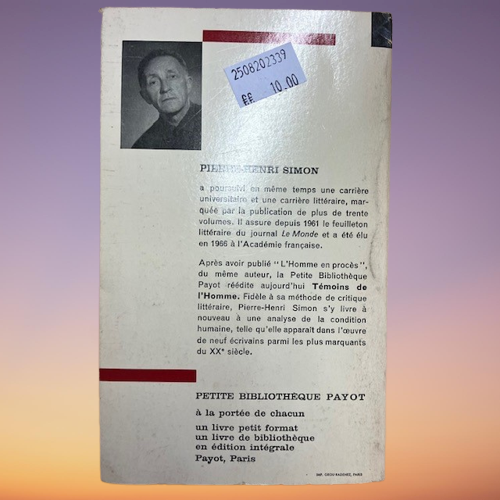 2508202339
₤₤ 10.00
PIERRE-HENRI SIMON
a poursuivi en même temps une carrière
universitaire et une carrière littéraire, mar-
quée par la publication de plus de trente
volumes. Il assure depuis 1961 le feuilleton
littéraire du journal Le Monde et a été élu
en 1966 à l'Académie française.
Après avoir publié "L'Homme en procès",
du même auteur, la Petite Bibliothèque
Payot réédite aujourd'hui Témoins de
l'Homme. Fidèle à sa méthode de critique
littéraire, Pierre-Henri Simon s'y livre à
nouveau à une analyse de la condition
humaine, telle qu'elle apparaît dans l'œuvre
de neuf écrivains parmi les plus marquants
du XXe siècle.
PETITE BIBLIOTHÈQUE PAYOT
à la portée de chacun
un livre petit format
un livre de bibliothèque
en édition intégrale
Payot, Paris